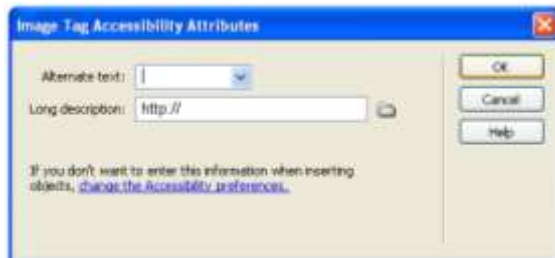 Image Tag Accessibility Attributes
Alternate text:
OK
Long description: http://
Cancel
Help
If you don't want to enter this information when inserting
objects, change the Accessibility preferences.